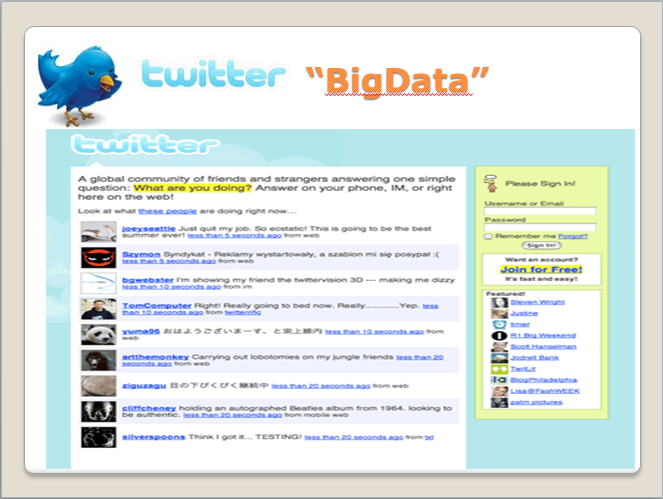 twitter "BigData"
twitter
A global community of friends and strangers answering one simple
question: What are you doing? Answer on your phone, IM, or right
here on the web!
Look at what these people are doing right now...
joeyseattle Just quit my job. So ecstatic! This is going to be the best
summer ever! less than 5 seconds ago from web
Szymon Syndykat - Reklamy wystartowały, a szablon mi się posypał :(
less than 5 seconds ago from web
bgwebster I'm showing my friend the twittervision 3D --- making me dizzy
less than 10 seconds ago from im
TomComputer Right! Really going to bed now. Really.............Yep. less
than 10 seconds ago from twitterrific
yuma96 おはようございまーす、と東上線内 less than 10 seconds ago from
web
artthemonkey Carrying out lobotomies on my jungle friends less than 20
seconds ago from web
ziguzagu 目の下ぴくぴく継続中 less than 20 seconds ago from web
cliffcheney holding an autographed Beatles album from 1964. looking to
be authentic. less than 20 seconds ago from web
silverspoons Think I got it... TESTING! less than 20 seconds ago from txt
Please Sign In!
Username or Email
Password
Remember me Forgot?
Sign In!
Want an account?
Join for Free!
It's fast and easy!
Featured!
Steven Wright
Justine
timer
R1 Big Weekend
Scott Hanselman
Jodrell Bank
TwitLit
BlogPhiladelphia
Lisa@FashWEEK
palm pictures